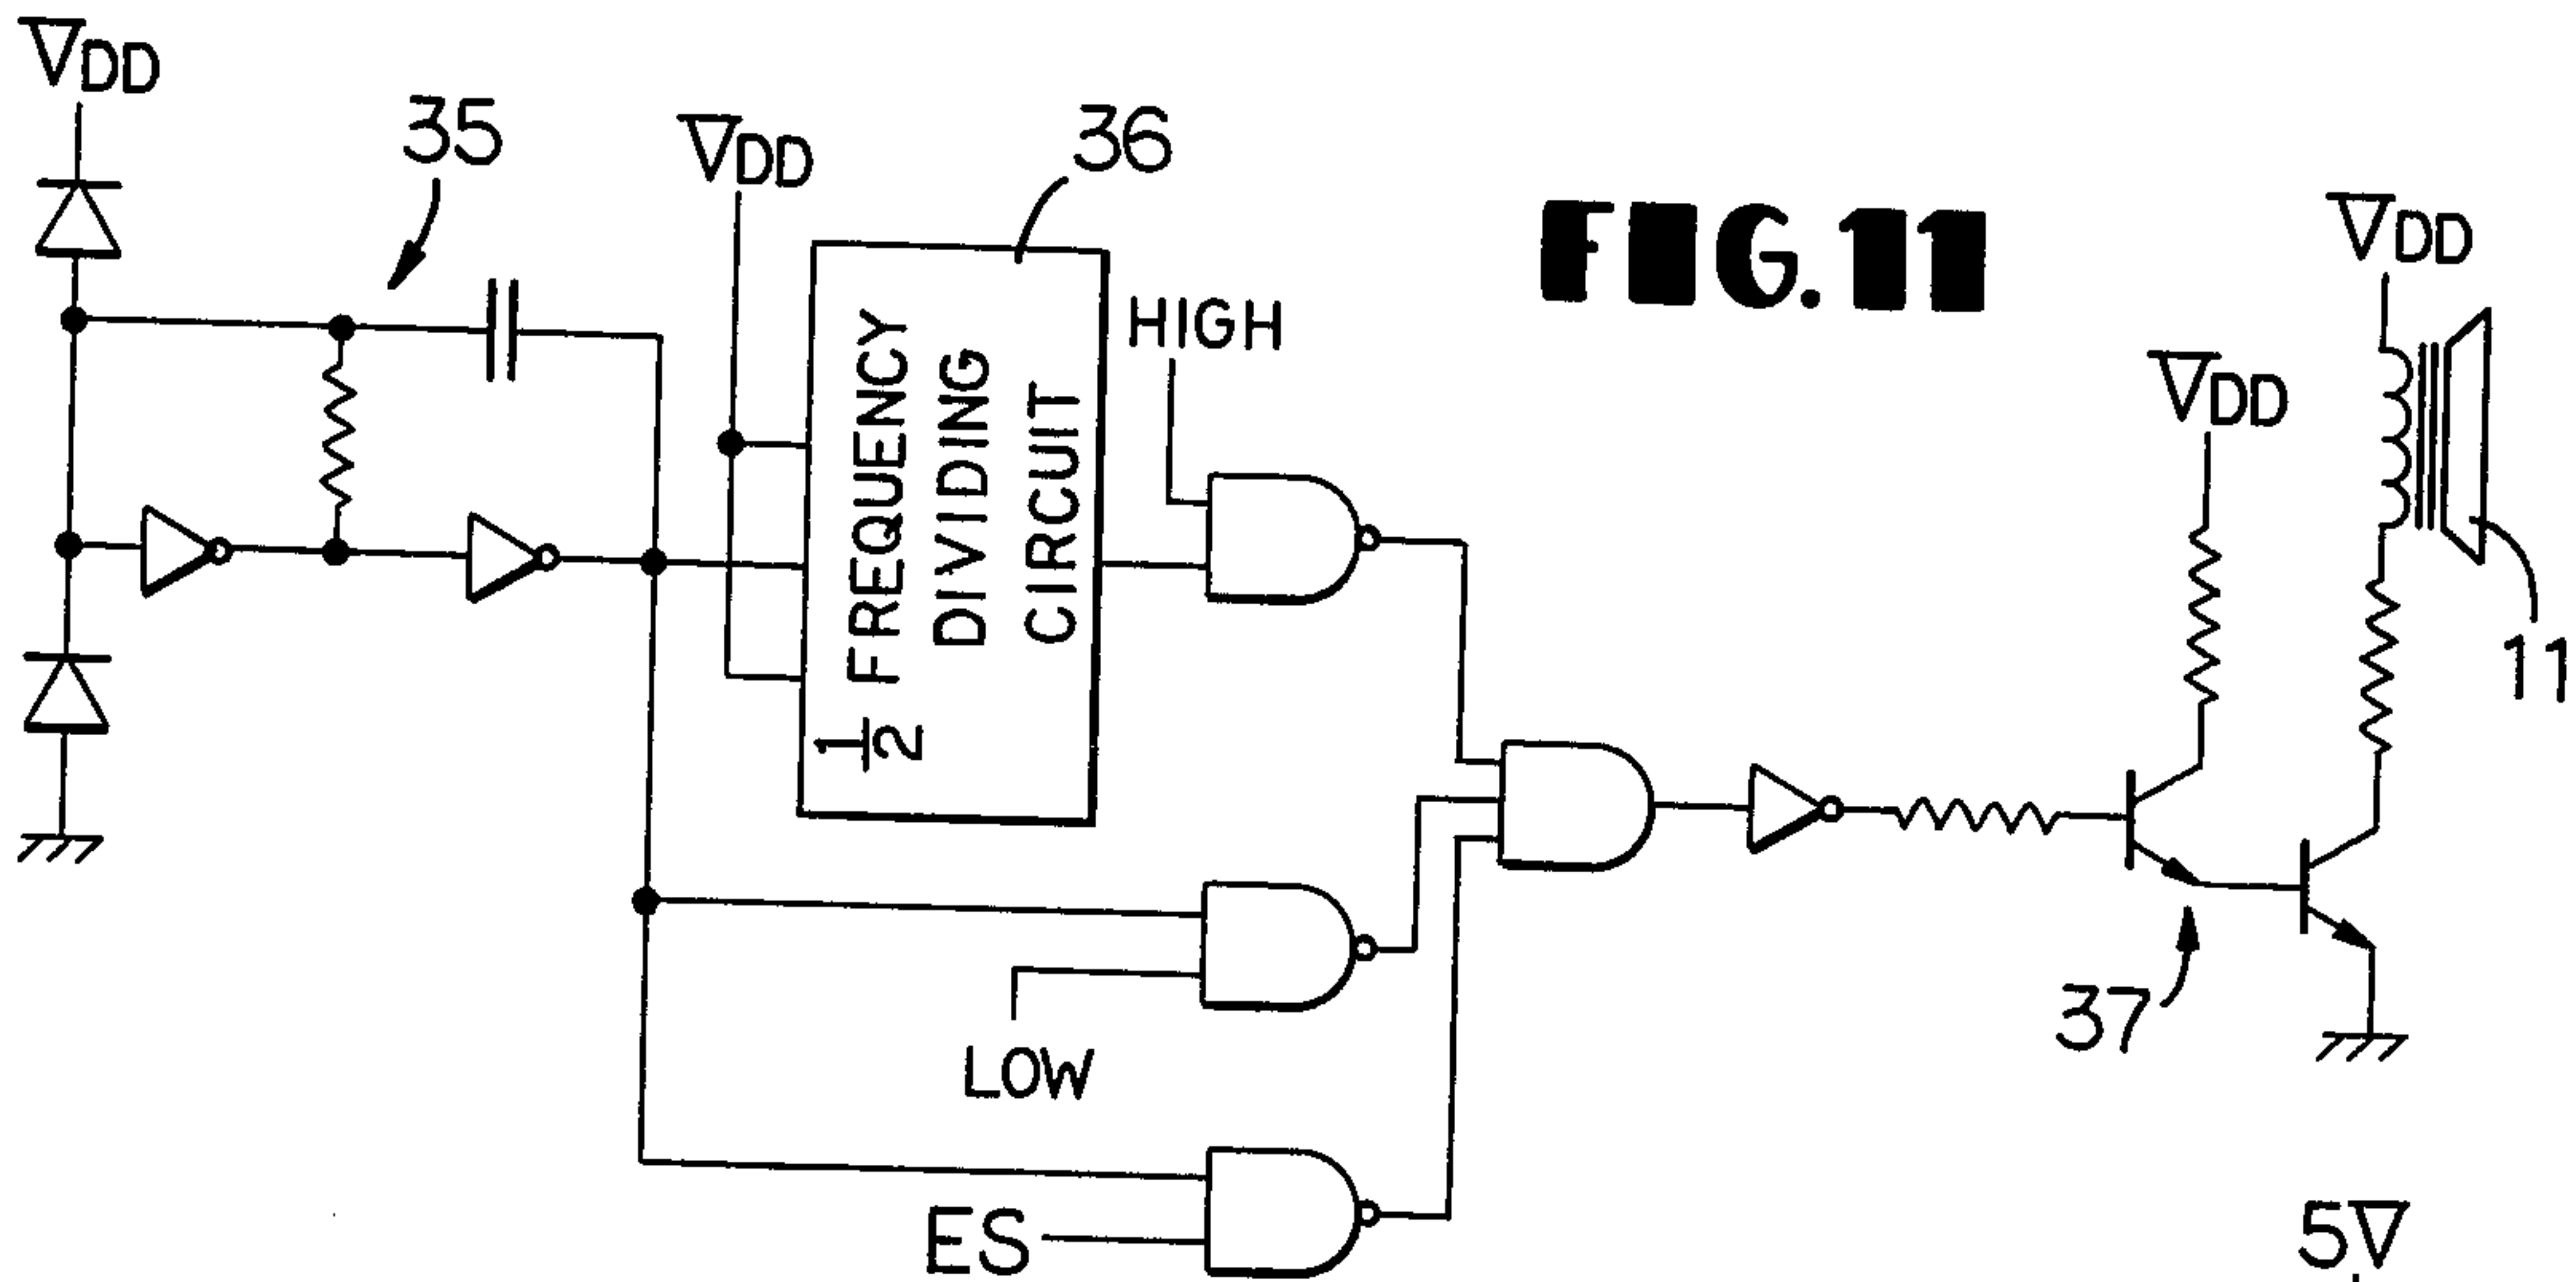 VDD
35
VDD
36
FIG.11
VDD
HIGH
1/2 FREQUENCY
DIVIDING
CIRCUIT
VDD
11
37
LOW
ES
5V